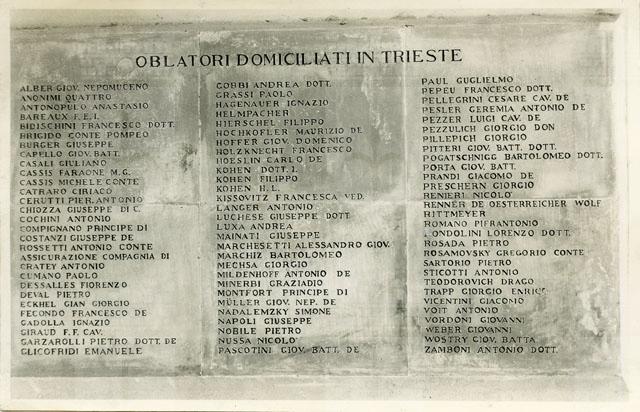 OBLATORI DOMICILIATI IN TRIESTE
ALBER GIOV. NEPOMUCENO
ANONIMI QUATTRO
ANTONOPULO ANASTASIO
BAREAUX F.E.I.
BIDISCHINI FRANCESCO DOTT.
BRIGIDO CONTE POMPEO
BURGER GIUSEPPE
CAPELLO GIOV. BATT.
CASALI GIULIANO
CASSIS FARAONE M.G.
CASSIS MICHELE CONTE
CATRARO CIRIACO
CERUTTI PIER ANTONIO
CHIOZZA GIUSEPPE DI C.
COCHINI ANTONIO
COMPIGNANO PRINCIPE DI
COSTANZI GIUSEPPE DE
ROSSETTI ANTONIO CONTE
ASSICURAZIONE COMPAGNIA DI
CRATEY ANTONIO
CUMANO PAOLO
DESSALLES FIORENZO
DEVAL PIETRO
ECKHEL GIAN GIORGIO
FECONDO FRANCESCO DE
GADOLLA IGNAZIO
GIRAUD F.F. CAV.
GARZAROLLI PIETRO DOTT. DE
GLICOFRIDI EMANUELE
GOBBI ANDREA DOTT.
GRASSI PAOLO
HAGENAUER IGNAZIO
HELMPACHER
HIERSCHEL FILIPPO
HOCHKOFLER MAURIZIO DE
HOFFER GIOV. DOMENICO
HOLZKNECHT FRANCESCO
HOESLIN CARLO DE
KOHEN DOTT. I.
KOHEN FILIPPO
KOHEN H.L.
KISOVITZ FRANCESCA VED.
LANGER ANTONIO
LUCHESE GIUSEPPE DOTT
LUXA ANDREA
MAINATI GIUSEPPE
MARCHESETTI ALESSANDRO GIOV.
MARCHIZ BARTOLOMEO
MECHSA GIORGIO
MILDENHOFF ANTONIO DE
MINERBI GRAZIADIO
MONTFORT PRINCIPE DI
MÜLLER GIOV. NEP. DE
NADALEMZKY SIMONE
NAPOLI GIUSEPPE
NOBILE PIETRO
NUSSA NICOLO'
PASCOTINI GIOV. BATT. DE
PAUL GUGLIELMO
PEPEU FRANCESCO DOTT.
PELLEGRINI CESARE CAV. DE
PESLER GEREMIA ANTONIO DE
PEZZER LUIGI CAV. DE
PEZZULICH GIORGIO DON
PILLEPICH GIORGIO
PITTERI GIOV. BATT. DOTT.
POGATSCHNIGG BARTOLOMEO DOTT.
PORTA GIOV. BATT.
PRANDI GIACOMO DE
PRESCHERN GIORGIO
RENIERI NICOLO
RENNER DE OESTERREICHER WOLF
RITTMEYER
ROMANO PIFRANTONIO
RONDOLINI LORENZO DOTT.
ROSADA PIETRO
ROSAMOVSKY GREGORIO CONTE
SARTORIO PIETRO
STICOTTI ANTONIO
TEODOROVICH DRAGO
TRAPP GIORGIO ENRICO
VICENTINI GIACOMO
VOIT ANTONIO
VORDONI GIOVANNI
WEBER GIOVANNI
WOSTRY GIOV. BATTA
ZAMBONI ANTONIO DOTT.